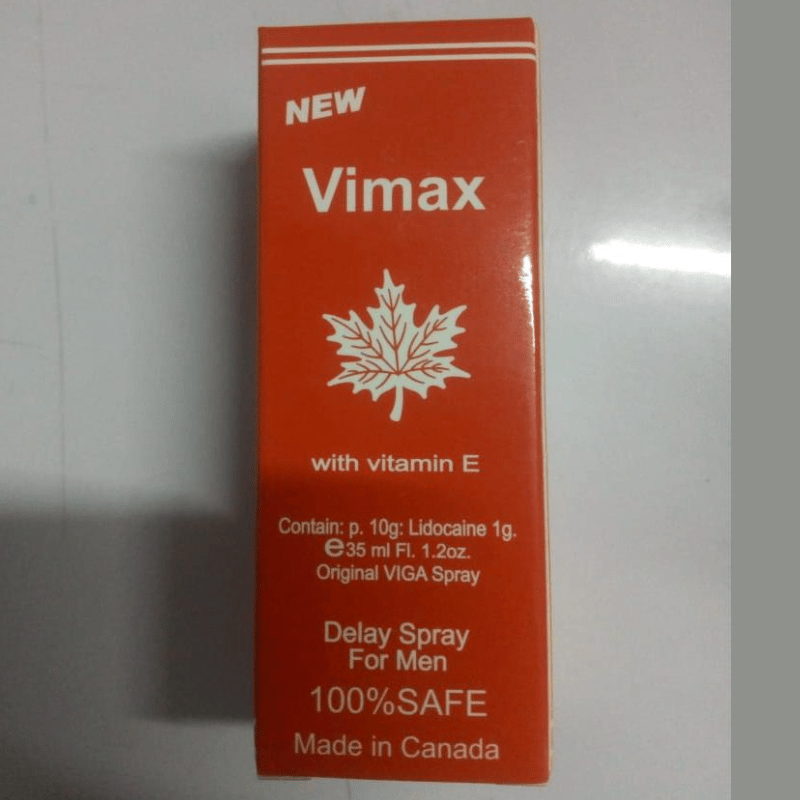 NEW
Vimax
with vitamin E
Contain: p. 10g: Lidocaine 1g.
℮35 ml Fl. 1.2oz.
Original VIGA Spray
Delay Spray
For Men
100%SAFE
Made in Canada